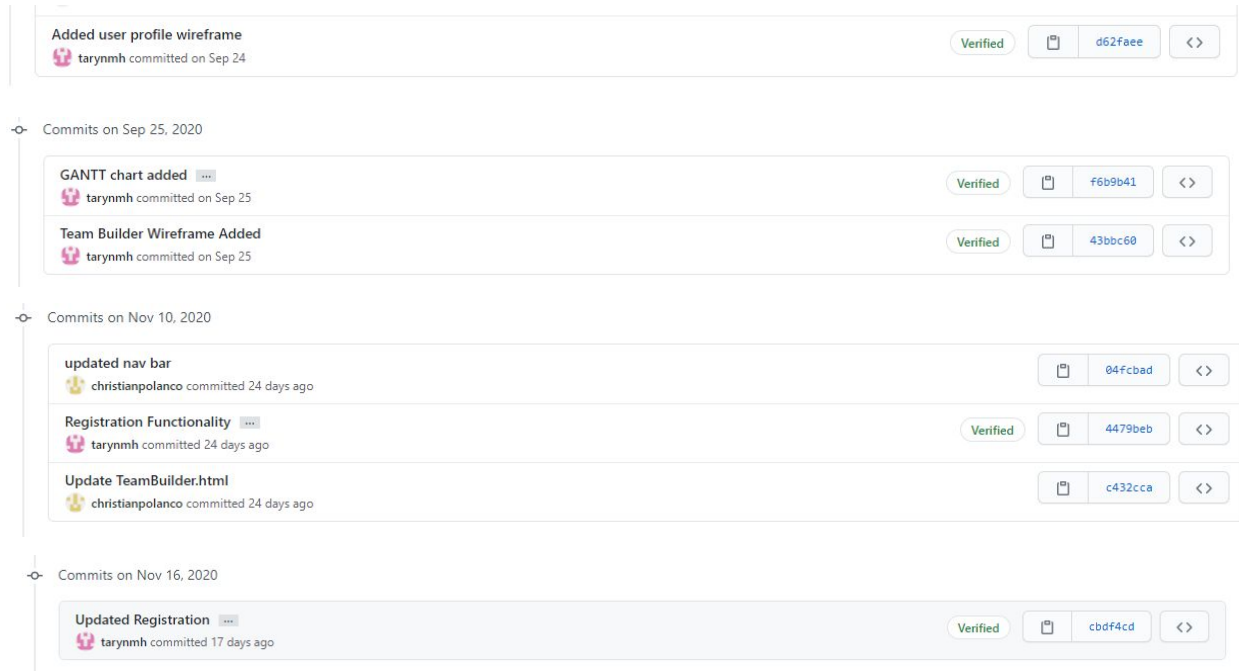 Added user profile wireframe
Verified d62faee <>
tarynmh committed on Sep 24
Commits on Sep 25, 2020
GANTT chart added ...
Verified f6b9b41 <>
tarynmh committed on Sep 25
Team Builder Wireframe Added
Verified 43bbc60 <>
tarynmh committed on Sep 25
Commits on Nov 10, 2020
updated nav bar
04fcbad <>
christianpolanco committed 24 days ago
Registration Functionality ...
Verified 4479beb <>
tarynmh committed 24 days ago
Update TeamBuilder.html
c432cca <>
christianpolanco committed 24 days ago
Commits on Nov 16, 2020
Updated Registration ...
Verified cbdf4cd <>
tarynmh committed 17 days ago